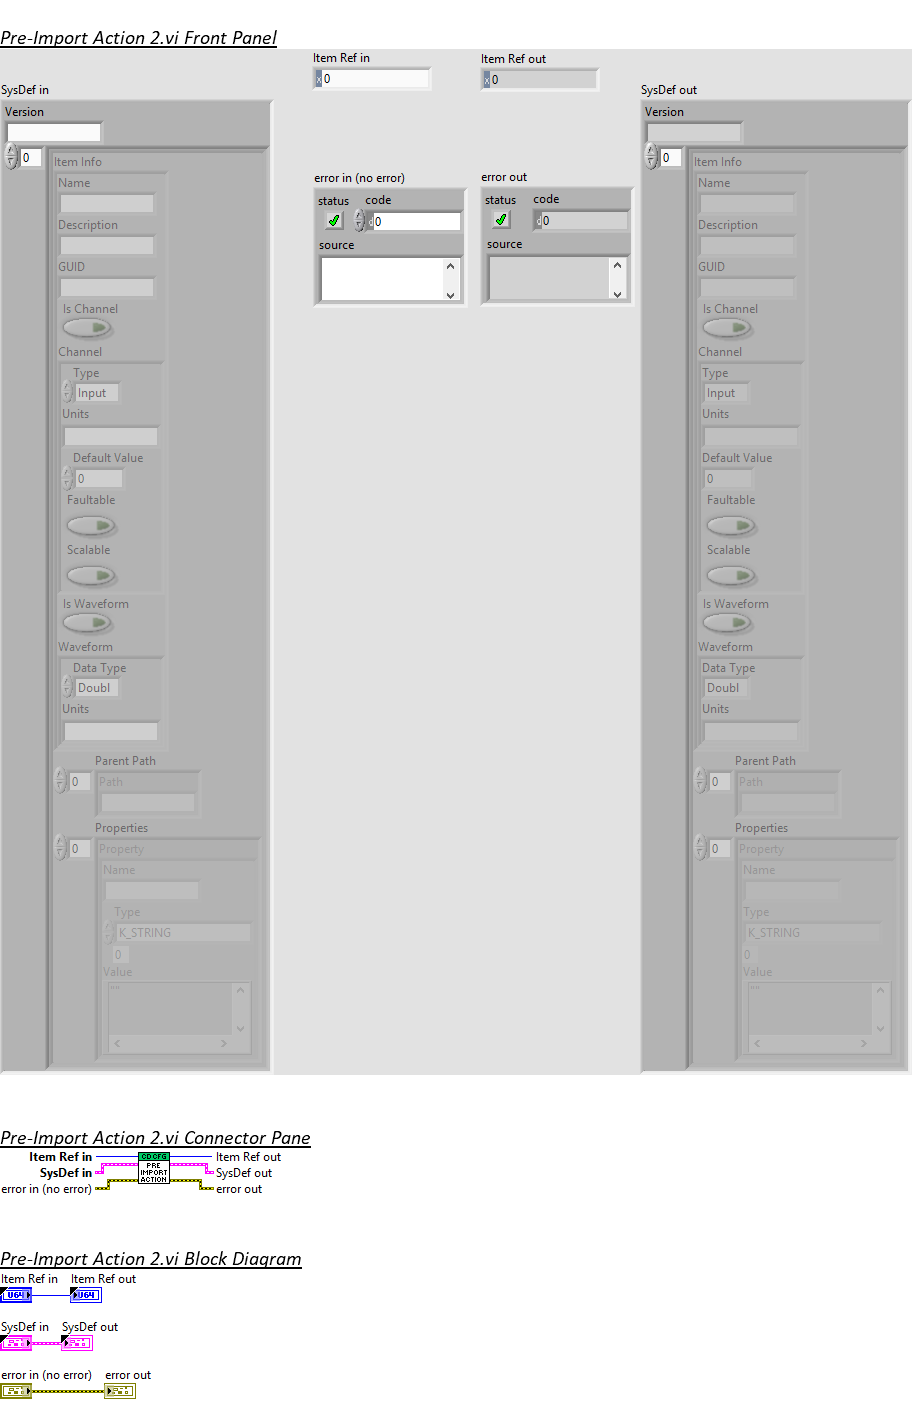 Pre-Import Action 2.vi Front Panel
Item Ref in
x 0
Item Ref out
x 0
SysDef in
Version
0
Item Info
Name
Description
GUID
Is Channel
Channel
Type
Input
Units
Default Value
0
Faultable
Scalable
Is Waveform
Waveform
Data Type
Doubl
Units
Parent Path
0
Path
Properties
0
Property
Name
Type
K_STRING
0
Value
""
error in (no error)
status code
d 0
source
error out
status code
d 0
source
SysDef out
Version
0
Item Info
Name
Description
GUID
Is Channel
Channel
Type
Input
Units
Default Value
0
Faultable
Scalable
Is Waveform
Waveform
Data Type
Doubl
Units
Parent Path
0
Path
Properties
0
Property
Name
Type
K_STRING
0
Value
""
Pre-Import Action 2.vi Connector Pane
Item Ref in
SysDef in
error in (no error)
CD CFG
PRE
IMPORT
ACTION
Item Ref out
SysDef out
error out
Pre-Import Action 2.vi Block Diagram
Item Ref in Item Ref out
U64 U64
SysDef in SysDef out
error in (no error) error out